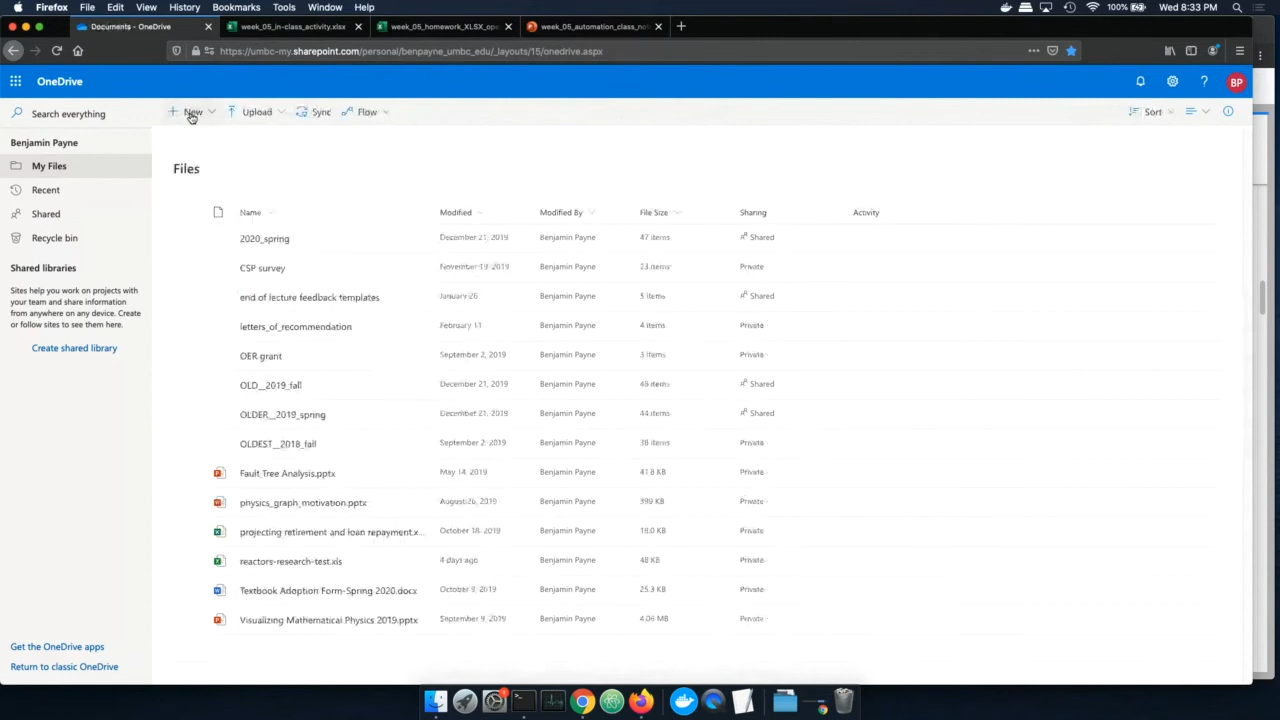 Firefox File Edit View History Bookmarks Tools Window Help 100% Wed 8:33 PM
Documents - OneDrive week_05_in-class_activity.xlsx week_05_homework_XLSX_ope week_05_automation_class_not
https://umbc-my.sharepoint.com/personal/benpayne_umbc_edu/_layouts/15/onedrive.aspx
OneDrive BP
Search everything New Upload Sync Flow Sort
Benjamin Payne
My Files
Recent
Shared
Recycle bin
Shared libraries
Sites help you work on projects with
your team and share information
from anywhere on any device. Create
or follow sites to see them here.
Create shared library
Get the OneDrive apps
Return to classic OneDrive
Files
Name Modified Modified By File Size Sharing Activity
2020_spring December 21, 2019 Benjamin Payne 47 items Shared
CSP survey November 19, 2019 Benjamin Payne 23 items Private
end of lecture feedback templates January 26 Benjamin Payne 5 items Shared
letters_of_recommendation February 11 Benjamin Payne 4 items Private
OER grant September 2, 2019 Benjamin Payne 3 items Private
OLD__2019_fall December 21, 2019 Benjamin Payne 46 items Shared
OLDER__2019_spring December 21, 2019 Benjamin Payne 44 items Shared
OLDEST__2018_fall September 2, 2019 Benjamin Payne 38 items Private
Fault Tree Analysis.pptx May 14, 2019 Benjamin Payne 41.8 KB Private
physics_graph_motivation.pptx August 26, 2019 Benjamin Payne 399 KB Private
projecting retirement and loan repayment.x... October 18, 2019 Benjamin Payne 18.0 KB Private
reactors-research-test.xls 4 days ago Benjamin Payne 48 KB Private
Textbook Adoption Form-Spring 2020.docx October 9, 2019 Benjamin Payne 25.3 KB Private
Visualizing Mathematical Physics 2019.pptx September 9, 2019 Benjamin Payne 4.06 MB Private